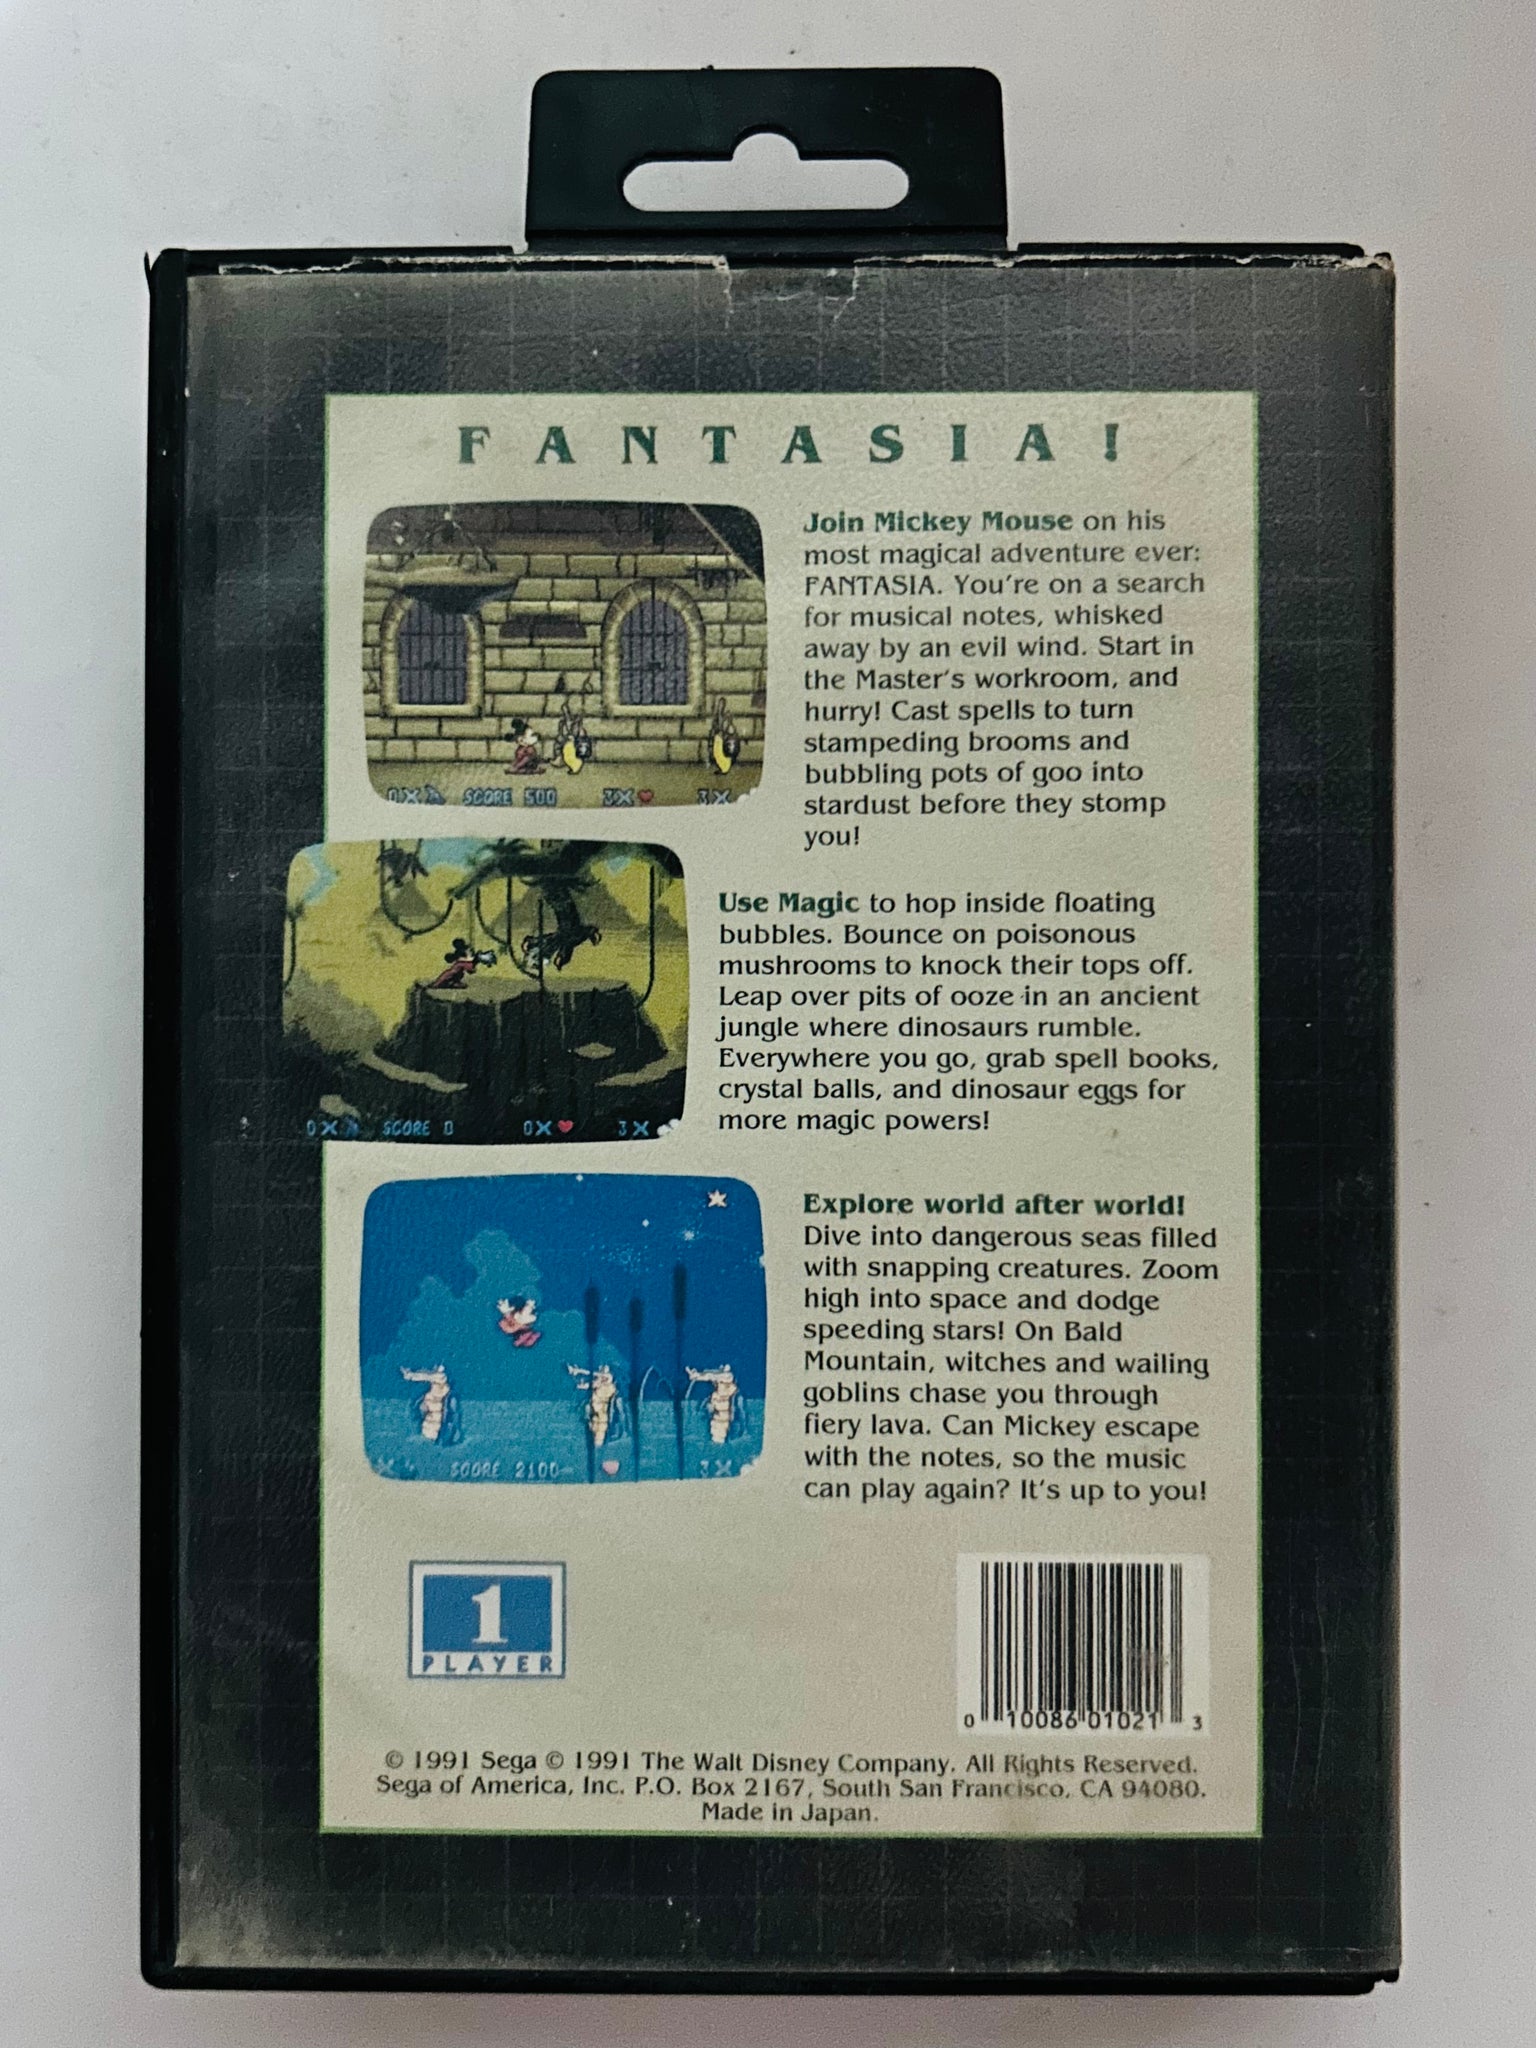 FANTASIA!
Join Mickey Mouse on his
most magical adventure ever:
FANTASIA. You're on a search
for musical notes, whisked
away by an evil wind. Start in
the Master's workroom, and
hurry! Cast spells to turn
stampeding brooms and
bubbling pots of goo into
stardust before they stomp
you!
0X SCORE 500 3X 3X
Use Magic to hop inside floating
bubbles. Bounce on poisonous
mushrooms to knock their tops off.
Leap over pits of ooze in an ancient
jungle where dinosaurs rumble.
Everywhere you go, grab spell books,
crystal balls, and dinosaur eggs for
more magic powers!
0X SCORE 0 0X 3X
Explore world after world!
Dive into dangerous seas filled
with snapping creatures. Zoom
high into space and dodge
speeding stars! On Bald
Mountain, witches and wailing
goblins chase you through
fiery lava. Can Mickey escape
with the notes, so the music
can play again? It's up to you!
SCORE 2100 3X
1
PLAYER
0 10086 01021 3
© 1991 Sega © 1991 The Walt Disney Company. All Rights Reserved.
Sega of America, Inc. P.O. Box 2167, South San Francisco, CA 94080.
Made in Japan.